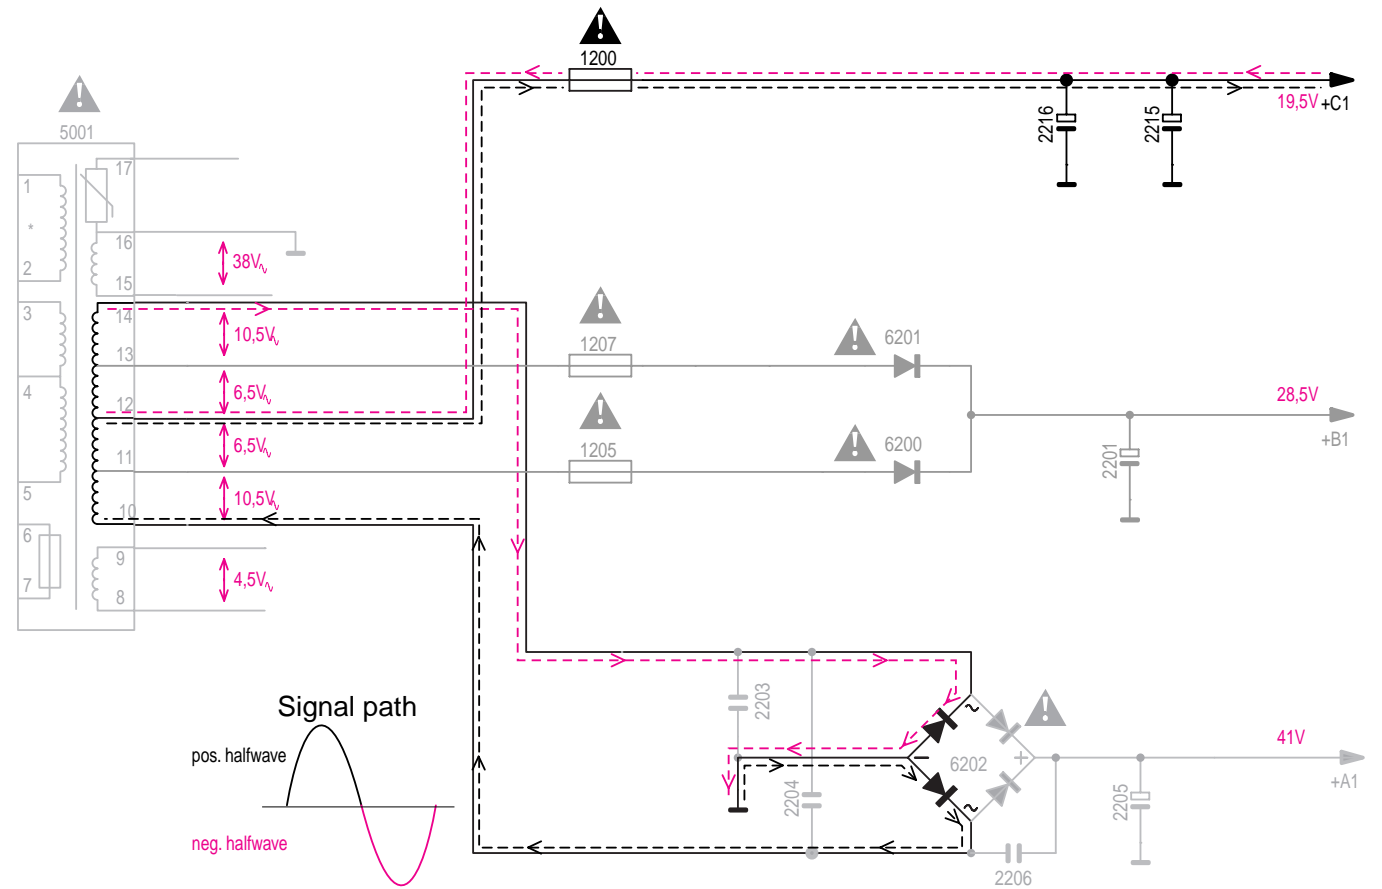 1200
19,5V
+C1
2216
2215
5001
17
1
*
16
2
38V
15
3
14
10,5V
13
1207
6201
4
6,5V
12
28,5V
+B1
6,5V
1205
6200
11
2201
5
10,5V
10
6
9
7
4,5V
8
Signal path
pos. halfwave
neg. halfwave
2203
2204
~
6202
− +
~
41V
+A1
2205
2206